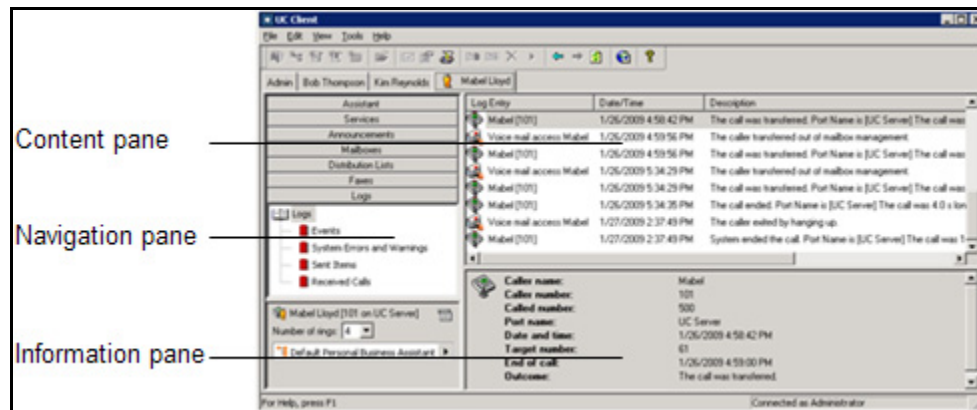 UC Client
File Edit View Tools Help
Admin Bob Thompson Kim Reynolds Mabel Lloyd
Assistant
Services
Announcements
Mailboxes
Distribution Lists
Faxes
Logs
Logs
Events
System Errors and Warnings
Sent Items
Received Calls
Mabel Lloyd [101 on UC Server]
Number of rings: 4
Default Personal Business Assistant
Log Entry Date/Time Description
Mabel [101] 1/26/2009 4:58:42 PM The call was transferred. Port Name is [UC Server] The call was
Voice mail access Mabel 1/26/2009 4:59:56 PM The caller transferred out of mailbox management.
Mabel [101] 1/26/2009 4:59:56 PM The call was transferred. Port Name is [UC Server] The call was
Voice mail access Mabel 1/26/2009 5:34:29 PM The caller transferred out of mailbox management.
Mabel [101] 1/26/2009 5:34:29 PM The call was transferred. Port Name is [UC Server] The call was
Mabel [101] 1/26/2009 5:34:35 PM The call ended. Port Name is [UC Server] The call was 4.0 s lon
Voice mail access Mabel 1/27/2009 2:37:49 PM The caller exited by hanging up.
Mabel [101] 1/27/2009 2:37:49 PM System ended the call. Port Name is [UC Server] The call was 1
Caller name: Mabel
Caller number: 101
Called number: 500
Port name: UC Server
Date and time: 1/26/2009 4:58:42 PM
Target number: 61
End of call: 1/26/2009 4:59:00 PM
Outcome: The call was transferred.
For Help, press F1 Connected as Administrator
Content pane
Navigation pane
Information pane